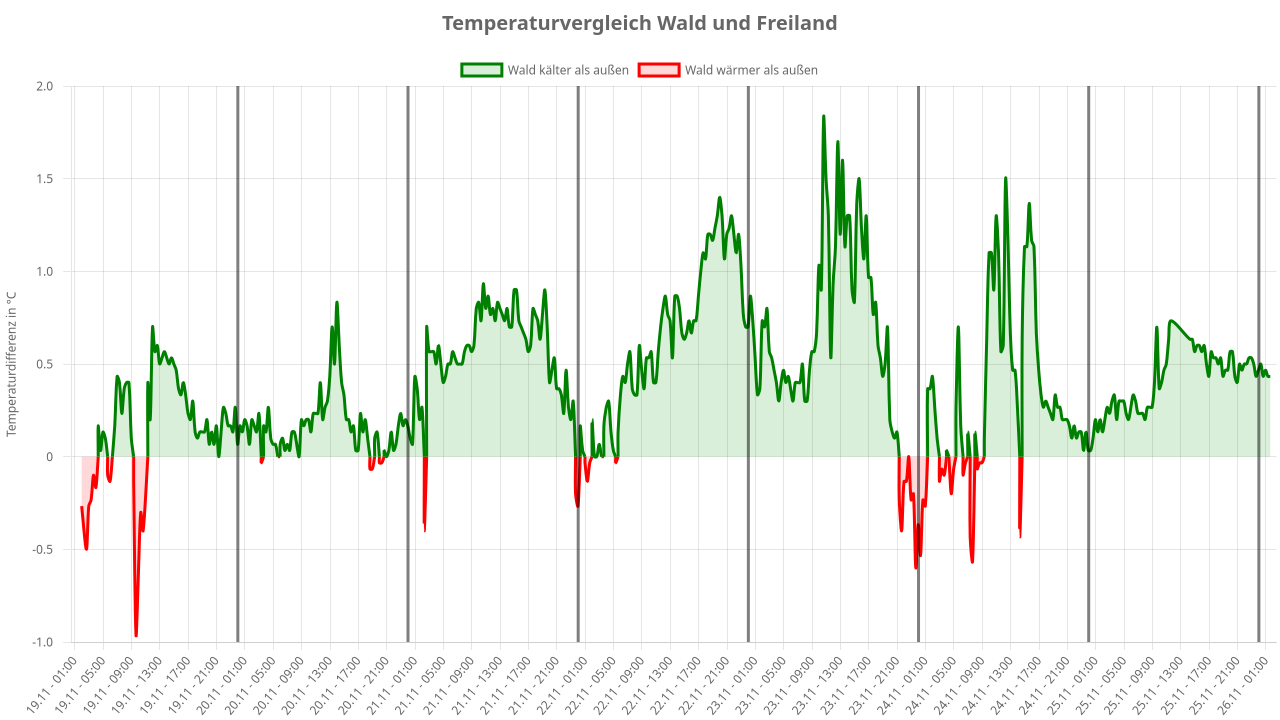 Temperaturvergleich Wald und Freiland
Wald kälter als außen
Wald wärmer als außen
Temperaturdifferenz in °C
2.0
1.5
1.0
0.5
0
-0.5
-1.0
19.11 - 01:00
19.11 - 05:00
19.11 - 09:00
19.11 - 13:00
19.11 - 17:00
19.11 - 21:00
20.11 - 01:00
20.11 - 05:00
20.11 - 09:00
20.11 - 13:00
20.11 - 17:00
20.11 - 21:00
21.11 - 01:00
21.11 - 05:00
21.11 - 09:00
21.11 - 13:00
21.11 - 17:00
21.11 - 21:00
22.11 - 01:00
22.11 - 05:00
22.11 - 09:00
22.11 - 13:00
22.11 - 17:00
22.11 - 21:00
23.11 - 01:00
23.11 - 05:00
23.11 - 09:00
23.11 - 13:00
23.11 - 17:00
23.11 - 21:00
24.11 - 01:00
24.11 - 05:00
24.11 - 09:00
24.11 - 13:00
24.11 - 17:00
24.11 - 21:00
25.11 - 01:00
25.11 - 05:00
25.11 - 09:00
25.11 - 13:00
25.11 - 17:00
25.11 - 21:00
26.11 - 01:00